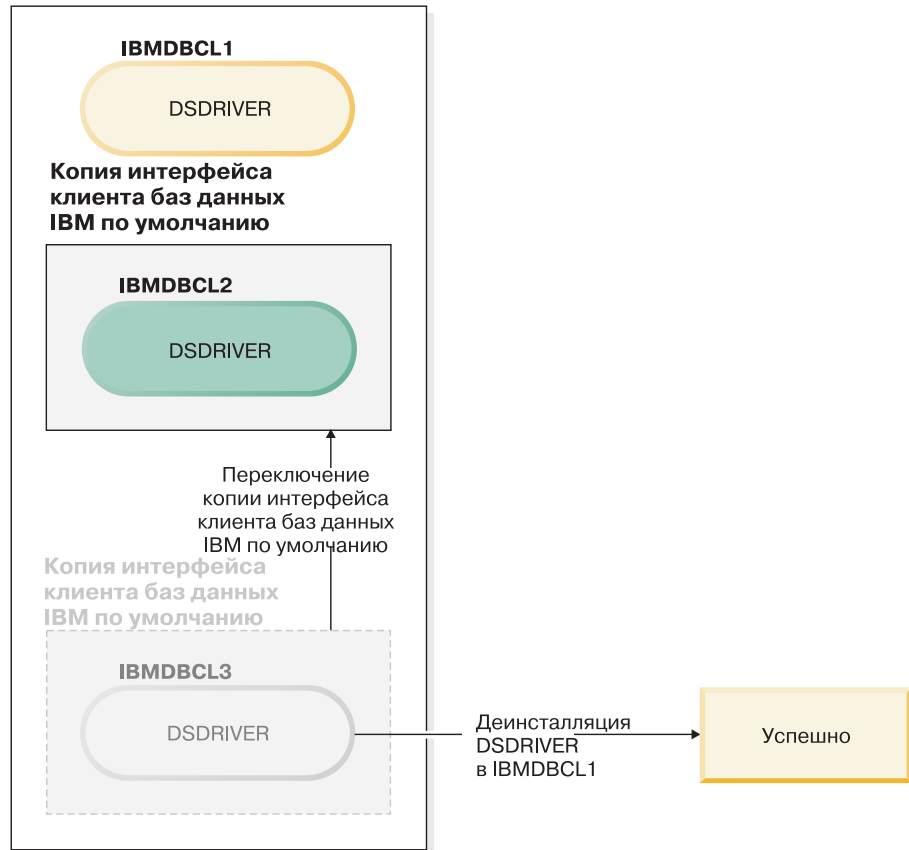 IBMDBCL1
DSDRIVER
Копия интерфейса
клиента баз данных
IBM по умолчанию
IBMDBCL2
DSDRIVER
Переключение
копии интерфейса
клиента баз данных
IBM по умолчанию
Копия интерфейса
клиента баз данных
IBM по умолчанию
IBMDBCL3
DSDRIVER
Деинсталляция
DSDRIVER
в IBMDBCL1
Успешно